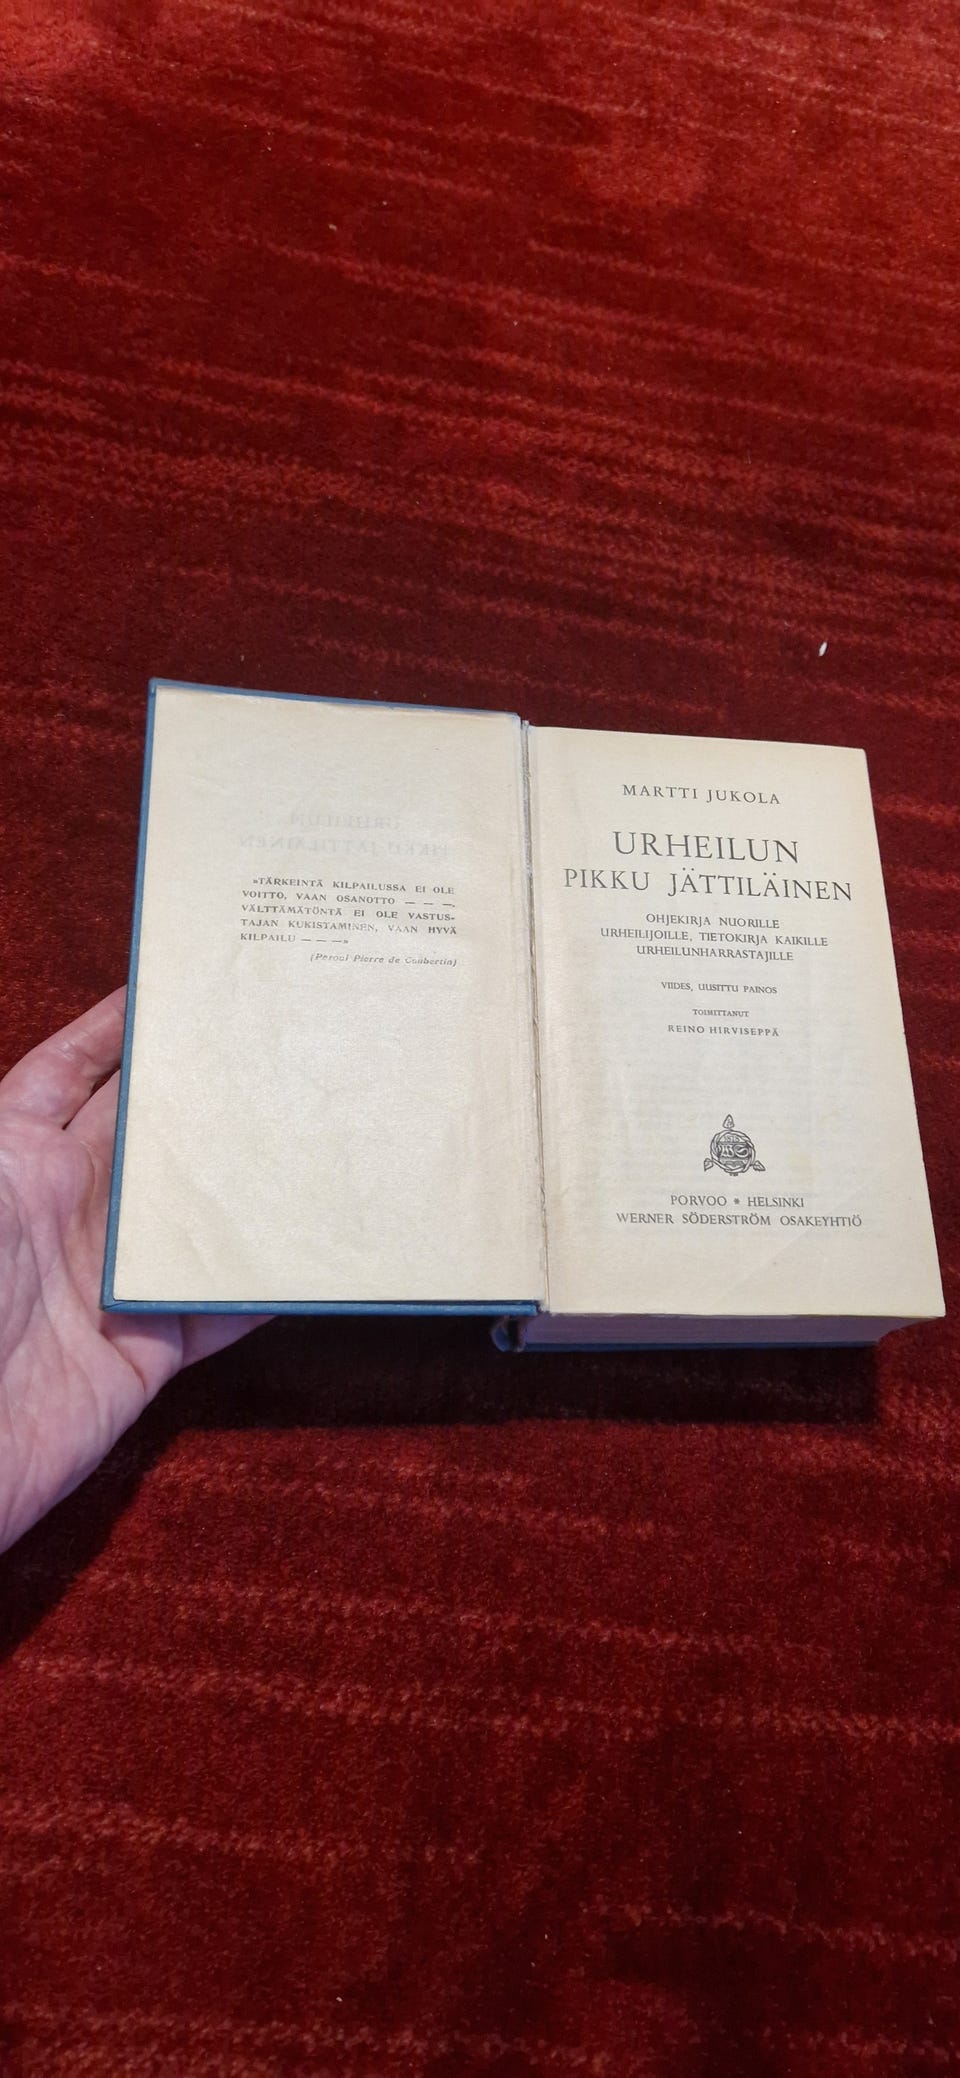 »TÄRKEINTÄ KILPAILUSSA EI OLE
VOITTO, VAAN OSANOTTO — — —,
VÄLTTÄMÄTÖNTÄ EI OLE VASTUS-
TAJAN KUKISTAMINEN, VAAN HYVÄ
KILPAILU — — —»
(Paroni Pierre de Coubertin)
MARTTI JUKOLA
URHEILUN
PIKKU JÄTTILÄINEN
OHJEKIRJA NUORILLE
URHEILIJOILLE, TIETOKIRJA KAIKILLE
URHEILUNHARRASTAJILLE
VIIDES, UUSITTU PAINOS
TOIMITTANUT
REINO HIRVISEPPÄ
WS
PORVOO * HELSINKI
WERNER SÖDERSTRÖM OSAKEYHTIÖ